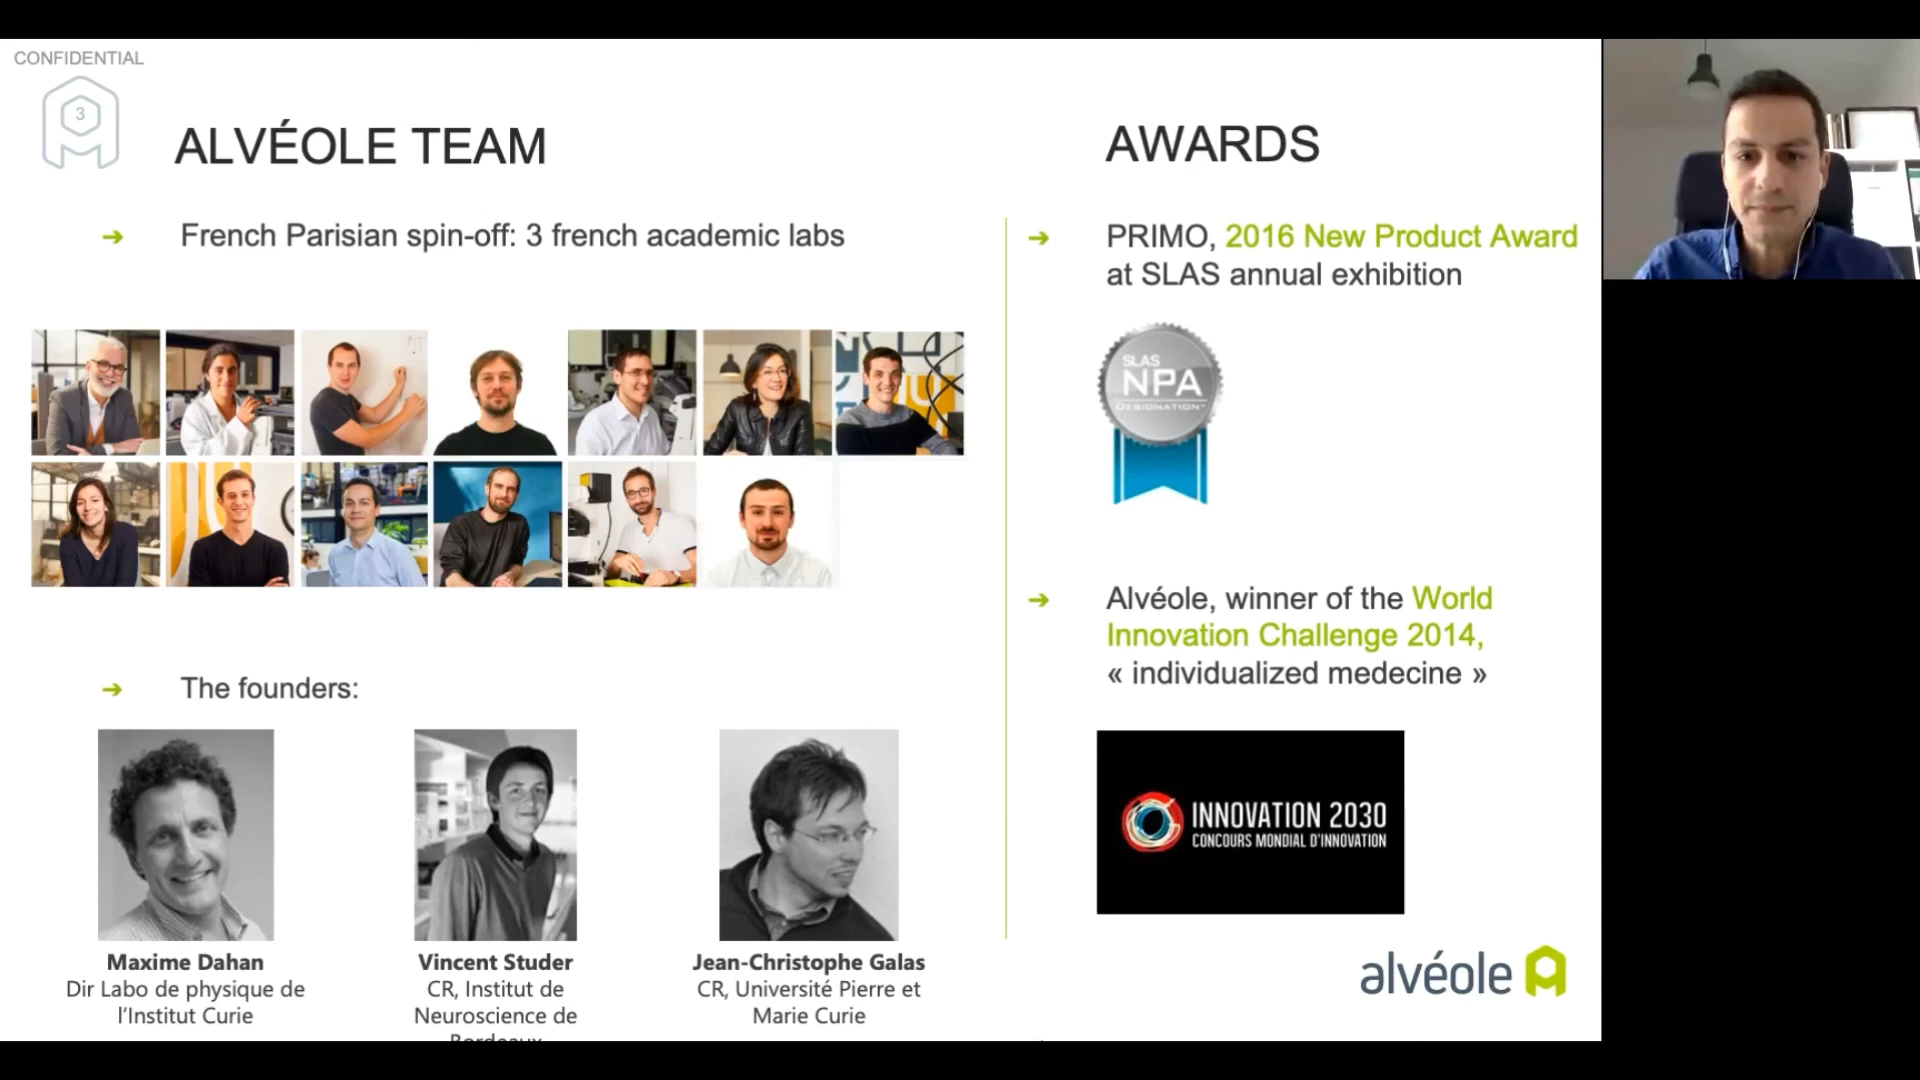 CONFIDENTIAL
3
ALVÉOLE TEAM
French Parisian spin-off: 3 french academic labs
The founders:
Maxime Dahan
Dir Labo de physique de
l'Institut Curie
Vincent Studer
CR, Institut de
Neuroscience de
Bordeaux
Jean-Christophe Galas
CR, Université Pierre et
Marie Curie
AWARDS
PRIMO, 2016 New Product Award
at SLAS annual exhibition
SLAS
NPA
DESIGNATION
Alvéole, winner of the World
Innovation Challenge 2014,
« individualized medecine »
INNOVATION 2030
CONCOURS MONDIAL D'INNOVATION
alvéole